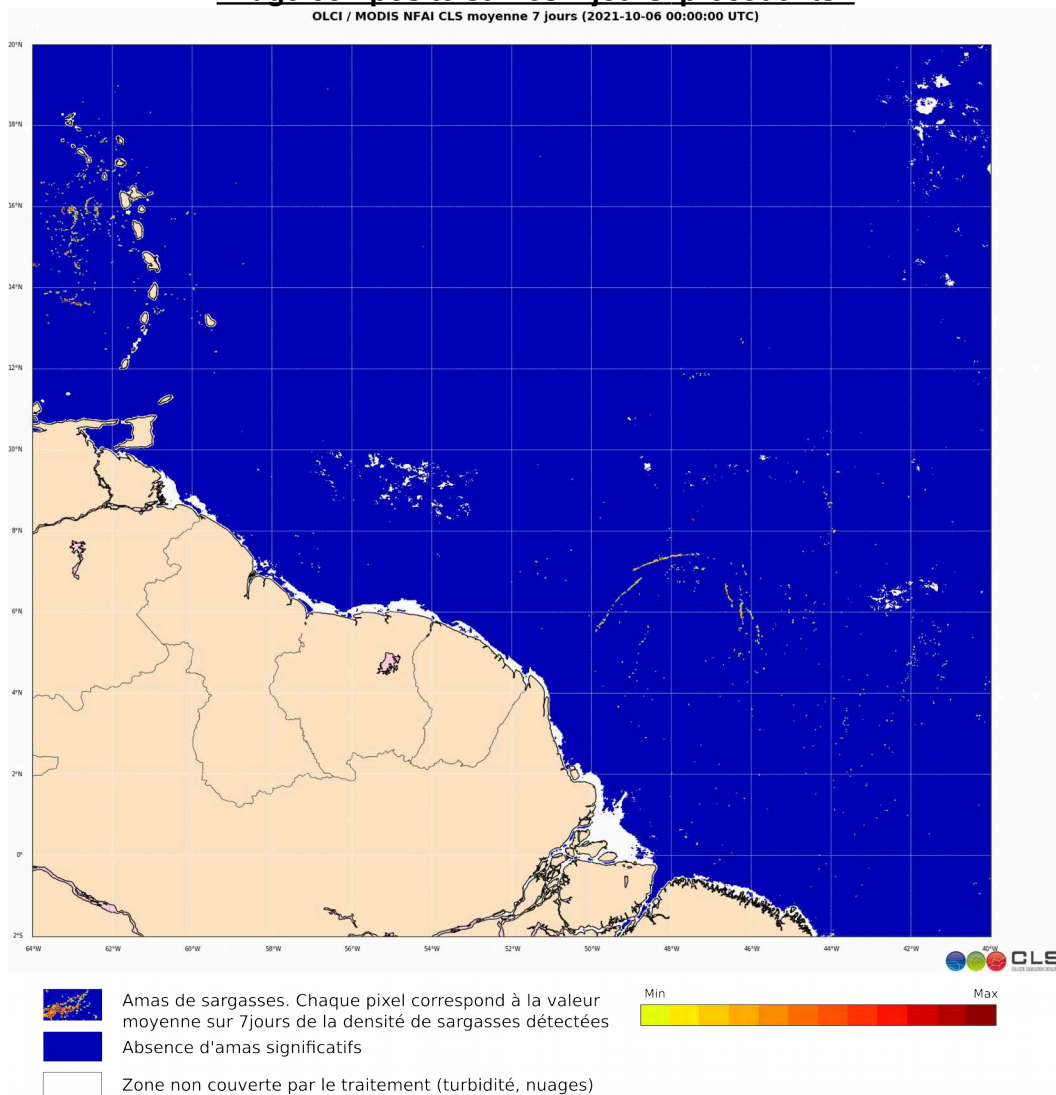 OLCI / MODIS NFAI CLS moyenne 7 jours (2021-10-06 00:00:00 UTC)
20°N
18°N
16°N
14°N
12°N
10°N
8°N
6°N
4°N
2°N
0°
2°S
64°W 62°W 60°W 58°W 56°W 54°W 52°W 50°W 48°W 46°W 44°W 42°W 40°W
CLS
Amas de sargasses. Chaque pixel correspond à la valeur
moyenne sur 7jours de la densité de sargasses détectées
Min Max
Absence d'amas significatifs
Zone non couverte par le traitement (turbidité, nuages)